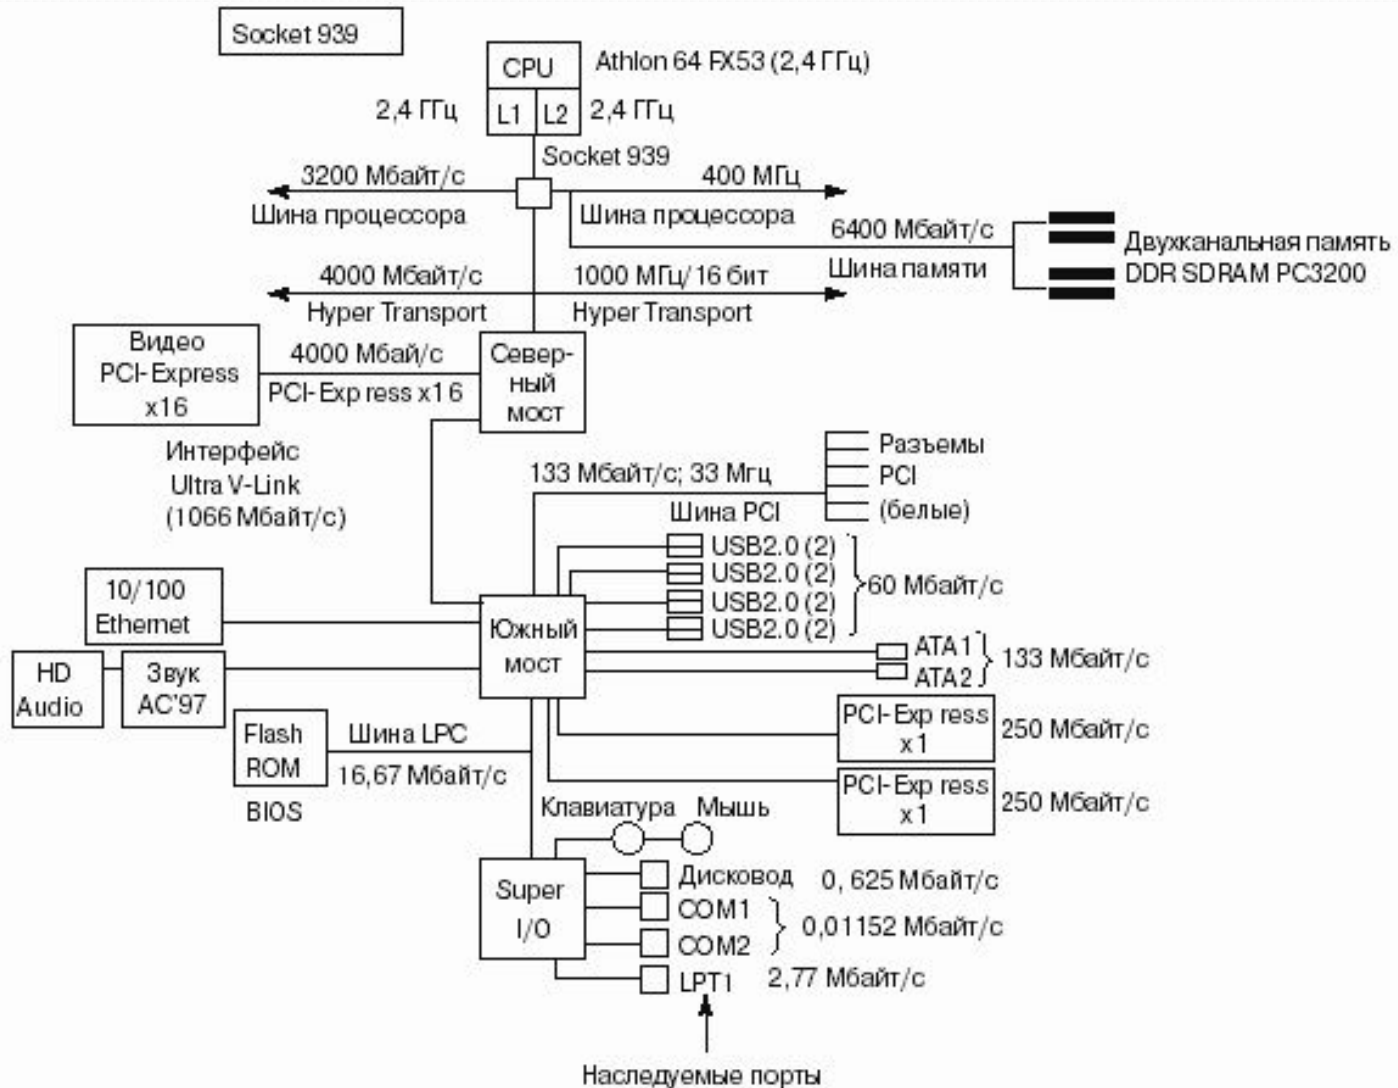 Socket 939
CPU
Athlon 64 FX53 (2,4 ГГц)
2,4 ГГц
L1
L2
2,4 ГГц
Socket 939
3200 Мбайт/с
400 МГц
Шина процессора
Шина процессора
6400 Мбайт/с
Шина памяти
Двухканальная память
DDR SDRAM PC3200
4000 Мбайт/с
1000 МГц/16 бит
Hyper Transport
Hyper Transport
Видео
PCI-Express
x16
4000 Мбай/с
PCI-Exp ress x16
Север-
ный
мост
Интерфейс
Ultra V-Link
(1066 Мбайт/с)
133 Мбайт/с; 33 Мгц
Шина PCI
Разъемы
PCI
(белые)
USB2.0 (2)
USB2.0 (2)
USB2.0 (2)
USB2.0 (2)
60 Мбайт/с
10/100
Ethernet
Южный
мост
ATA1
ATA2
133 Мбайт/с
HD
Audio
Звук
AC'97
PCI-Exp ress
x1
250 Мбайт/с
Flash
ROM
Шина LPC
16,67 Мбайт/с
BIOS
PCI-Exp ress
x1
250 Мбайт/с
Клавиатура
Мышь
Super
I/O
Дисковод
0, 625 Мбайт/с
COM1
COM2
0,01152 Мбайт/с
LPT1
2,77 Мбайт/с
Наследуемые порты